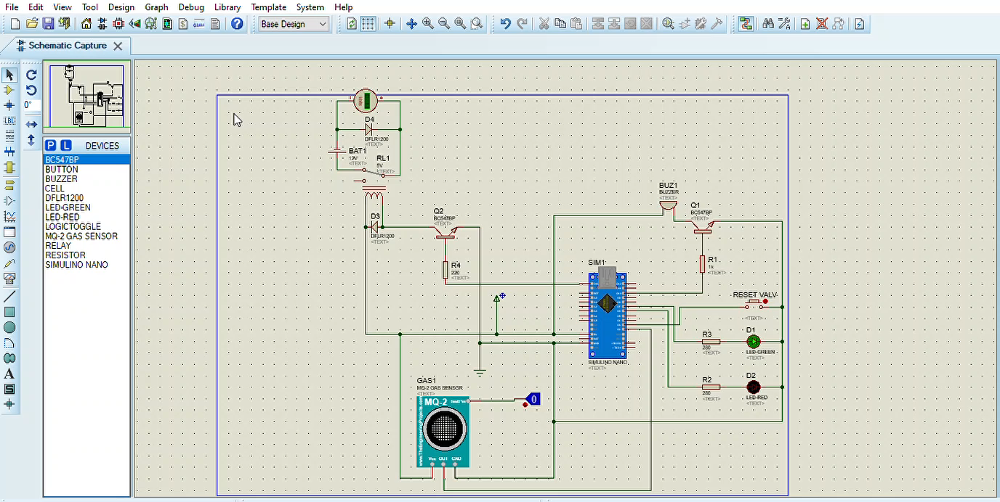 File Edit View Tool Design Graph Debug Library Template System Help
Base Design
Schematic Capture
0°
LBL
P L DEVICES
BC547BP
BUTTON
BUZZER
CELL
DFLR1200
LED-GREEN
LED-RED
LOGICTOGGLE
MQ-2 GAS SENSOR
RELAY
RESISTOR
SIMULINO NANO
A
S
D4
DFLR1200
<TEXT>
BAT1
12V
<TEXT>
RL1
5V
<TEXT>
D3
DFLR1200
<TEXT>
Q2
BC547BP
<TEXT>
R4
220
<TEXT>
BUZ1
BUZZER
<TEXT>
Q1
BC547BP
<TEXT>
R1
1k
<TEXT>
SIM1
SIMULINO NANO
<TEXT>
RESET VALV
<TEXT>
R3
280
<TEXT>
D1
LED-GREEN
<TEXT>
R2
280
<TEXT>
D2
LED-RED
<TEXT>
GAS1
MQ-2 GAS SENSOR
<TEXT>
MQ-2 TestPin
0
www.TheEngineeringProjects.com
Vcc OUT GND